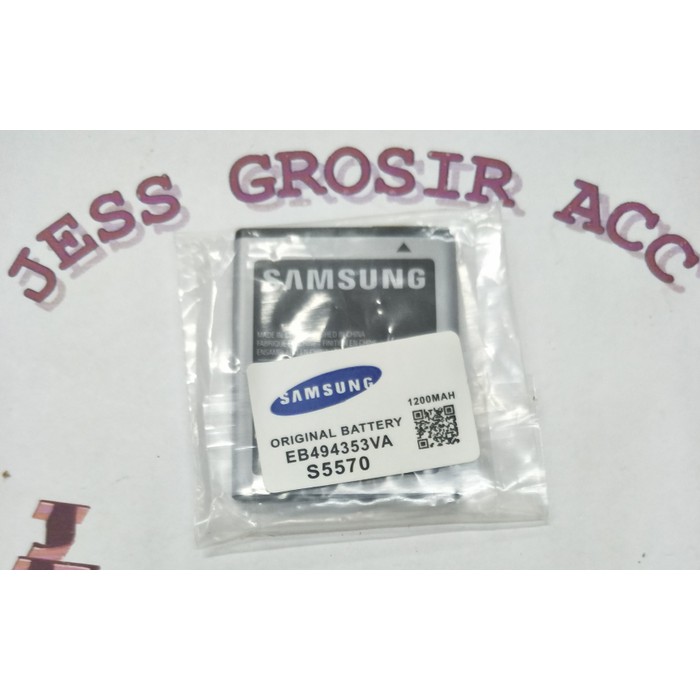 JESS GROSIR ACC
SAMSUNG
SAMSUNG
1200MAH
ORIGINAL BATTERY
EB494353VA
S5570